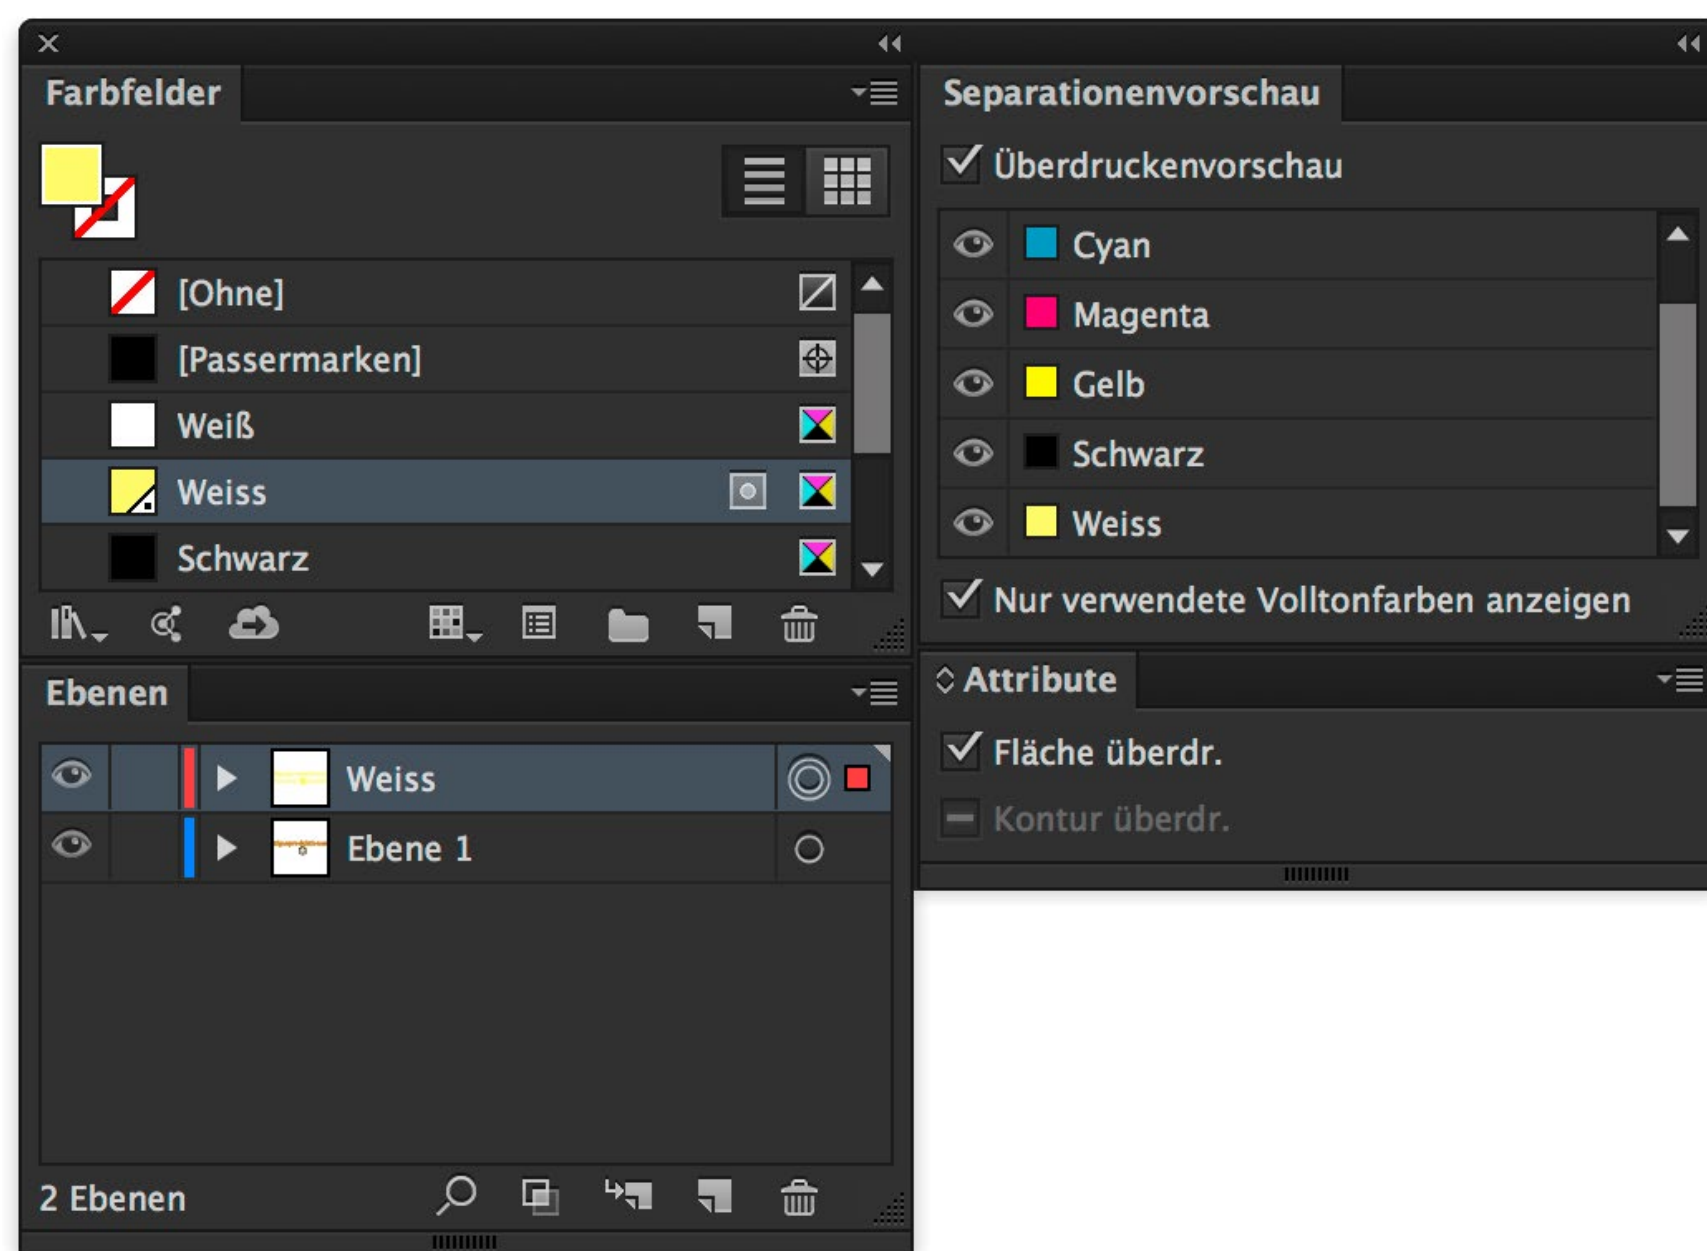 Farbfelder
[Ohne]
[Passermarken]
Weiß
Weiss
Schwarz
Ebenen
Weiss
Ebene 1
2 Ebenen
Separationenvorschau
Überdruckenvorschau
Cyan
Magenta
Gelb
Schwarz
Weiss
Nur verwendete Volltonfarben anzeigen
Attribute
Fläche überdr.
Kontur überdr.